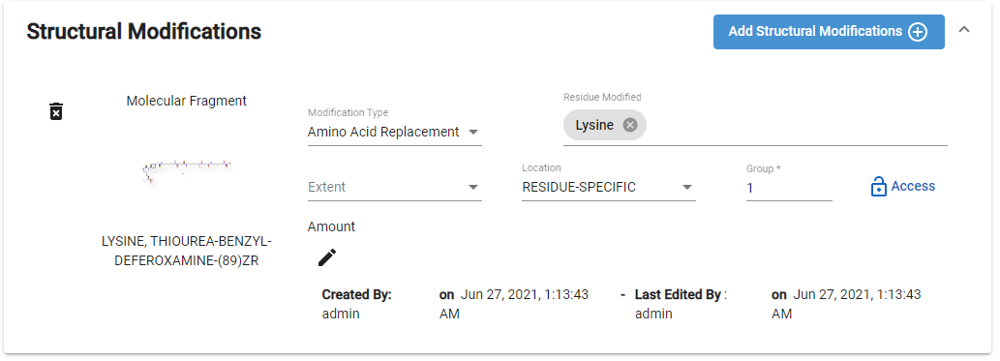 Structural Modifications
Add Structural Modifications
Molecular Fragment
LYSINE, THIOUREA-BENZYL-
DEFEROXAMINE-(89)ZR
Modification Type
Amino Acid Replacement
Residue Modified
Lysine
Extent
Location
RESIDUE-SPECIFIC
Group *
1
Access
Amount
Created By: on Jun 27, 2021, 1:13:43 - Last Edited By : on Jun 27, 2021, 1:13:43
admin AM admin AM